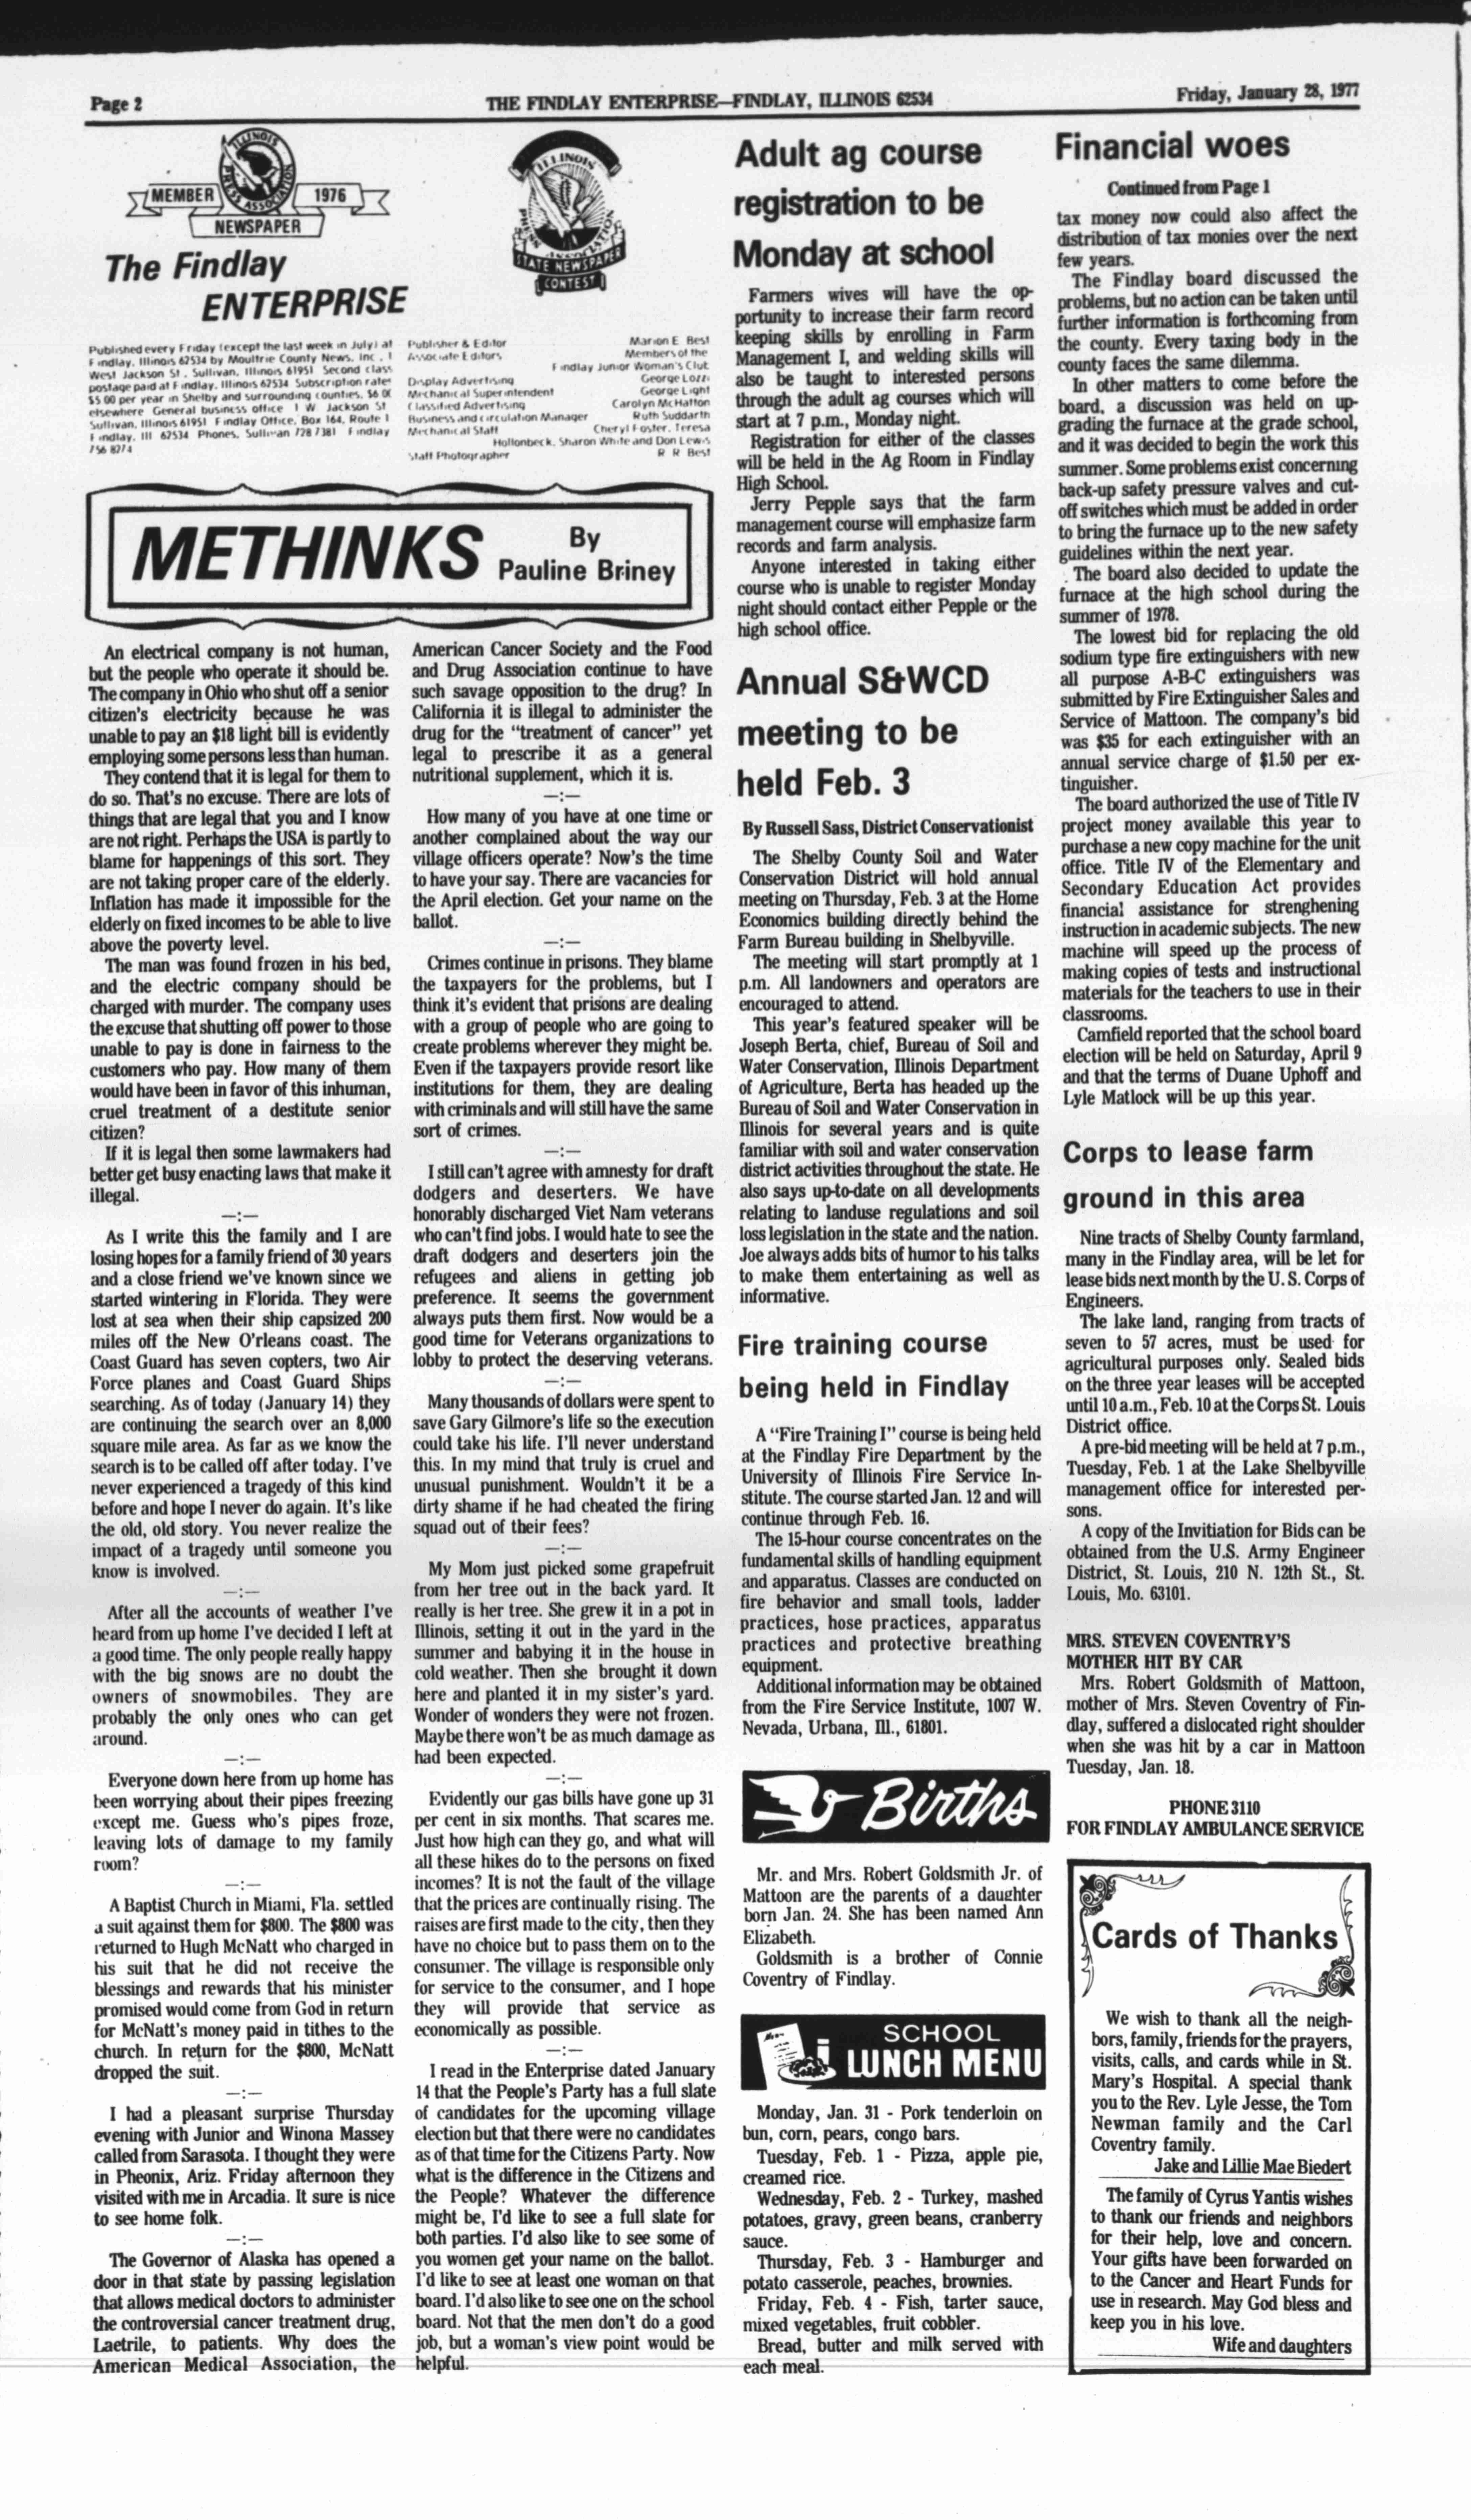 Page 2
THE FINDLAY ENTERPRISE—FINDLAY, ILLINOIS 62534
Friday, January 28, 1977
ILLINOIS
PRESS ASSOCIATION
MEMBER
1976
NEWSPAPER
The Findlay
ENTERPRISE
ILLINOIS
PRESS ASSOCIATION
STATE NEWSPAPER
CONTEST
Published every Friday (except the last week in July) at
Findlay, Illinois 62534 by Moultrie County News, Inc., 1
West Jackson St., Sullivan, Illinois 61951 Second class
postage paid at Findlay, Illinois 62534 Subscription rates
$5.00 per year in Shelby and surrounding counties, $6.00
elsewhere General business office 1 W Jackson St
Sullivan, Illinois 61951 Findlay Office, Box 164, Route 1
Findlay, Ill 62534 Phones, Sullivan 728 7381 Findlay
756 8274
Publisher & Editor Marion E Best
Associate Editors Members of the
Findlay Junior Woman's Club
Display Advertising George Lozzi
Mechanical Superintendent George Light
Classified Advertising Carolyn McHatton
Business and circulation Manager Ruth Suddarth
Mechanical Staff Cheryl Foster, Teresa
Hollonbeck, Sharon White and Don Lewis
Staff Photographer R R Best
METHINKS By
Pauline Briney
An electrical company is not human,
but the people who operate it should be.
The company in Ohio who shut off a senior
citizen's electricity because he was
unable to pay an $18 light bill is evidently
employing some persons less than human.
They contend that it is legal for them to
do so. That's no excuse. There are lots of
things that are legal that you and I know
are not right. Perhaps the USA is partly to
blame for happenings of this sort. They
are not taking proper care of the elderly.
Inflation has made it impossible for the
elderly on fixed incomes to be able to live
above the poverty level.
The man was found frozen in his bed,
and the electric company should be
charged with murder. The company uses
the excuse that shutting off power to those
unable to pay is done in fairness to the
customers who pay. How many of them
would have been in favor of this inhuman,
cruel treatment of a destitute senior
citizen?
If it is legal then some lawmakers had
better get busy enacting laws that make it
illegal.
—:—
As I write this the family and I are
losing hopes for a family friend of 30 years
and a close friend we've known since we
started wintering in Florida. They were
lost at sea when their ship capsized 200
miles off the New O'rleans coast. The
Coast Guard has seven copters, two Air
Force planes and Coast Guard Ships
searching. As of today (January 14) they
are continuing the search over an 8,000
square mile area. As far as we know the
search is to be called off after today. I've
never experienced a tragedy of this kind
before and hope I never do again. It's like
the old, old story. You never realize the
impact of a tragedy until someone you
know is involved.
—:—
After all the accounts of weather I've
heard from up home I've decided I left at
a good time. The only people really happy
with the big snows are no doubt the
owners of snowmobiles. They are
probably the only ones who can get
around.
—:—
Everyone down here from up home has
been worrying about their pipes freezing
except me. Guess who's pipes froze,
leaving lots of damage to my family
room?
—:—
A Baptist Church in Miami, Fla. settled
a suit against them for $800. The $800 was
returned to Hugh McNatt who charged in
his suit that he did not receive the
blessings and rewards that his minister
promised would come from God in return
for McNatt's money paid in tithes to the
church. In return for the $800, McNatt
dropped the suit.
—:—
I had a pleasant surprise Thursday
evening with Junior and Winona Massey
called from Sarasota. I thought they were
in Pheonix, Ariz. Friday afternoon they
visited with me in Arcadia. It sure is nice
to see home folk.
—:—
The Governor of Alaska has opened a
door in that state by passing legislation
that allows medical doctors to administer
the controversial cancer treatment drug,
Laetrile, to patients. Why does the
American Medical Association, the
American Cancer Society and the Food
and Drug Association continue to have
such savage opposition to the drug? In
California it is illegal to administer the
drug for the "treatment of cancer" yet
legal to prescribe it as a general
nutritional supplement, which it is.
—:—
How many of you have at one time or
another complained about the way our
village officers operate? Now's the time
to have your say. There are vacancies for
the April election. Get your name on the
ballot.
—:—
Crimes continue in prisons. They blame
the taxpayers for the problems, but I
think it's evident that prisons are dealing
with a group of people who are going to
create problems wherever they might be.
Even if the taxpayers provide resort like
institutions for them, they are dealing
with criminals and will still have the same
sort of crimes.
—:—
I still can't agree with amnesty for draft
dodgers and deserters. We have
honorably discharged Viet Nam veterans
who can't find jobs. I would hate to see the
draft dodgers and deserters join the
refugees and aliens in getting job
preference. It seems the government
always puts them first. Now would be a
good time for Veterans organizations to
lobby to protect the deserving veterans.
—:—
Many thousands of dollars were spent to
save Gary Gilmore's life so the execution
could take his life. I'll never understand
this. In my mind that truly is cruel and
unusual punishment. Wouldn't it be a
dirty shame if he had cheated the firing
squad out of their fees?
—:—
My Mom just picked some grapefruit
from her tree out in the back yard. It
really is her tree. She grew it in a pot in
Illinois, setting it out in the yard in the
summer and babying it in the house in
cold weather. Then she brought it down
here and planted it in my sister's yard.
Wonder of wonders they were not frozen.
Maybe there won't be as much damage as
had been expected.
—:—
Evidently our gas bills have gone up 31
per cent in six months. That scares me.
Just how high can they go, and what will
all these hikes do to the persons on fixed
incomes? It is not the fault of the village
that the prices are continually rising. The
raises are first made to the city, then they
have no choice but to pass them on to the
consumer. The village is responsible only
for service to the consumer, and I hope
they will provide that service as
economically as possible.
—:—
I read in the Enterprise dated January
14 that the People's Party has a full slate
of candidates for the upcoming village
election but that there were no candidates
as of that time for the Citizens Party. Now
what is the difference in the Citizens and
the People? Whatever the difference
might be, I'd like to see a full slate for
both parties. I'd also like to see some of
you women get your name on the ballot.
I'd like to see at least one woman on that
board. I'd also like to see one on the school
board. Not that the men don't do a good
job, but a woman's view point would be
helpful.
Adult ag course
registration to be
Monday at school
Farmers wives will have the op-
portunity to increase their farm record
keeping skills by enrolling in Farm
Management I, and welding skills will
also be taught to interested persons
through the adult ag courses which will
start at 7 p.m., Monday night.
Registration for either of the classes
will be held in the Ag Room in Findlay
High School.
Jerry Pepple says that the farm
management course will emphasize farm
records and farm analysis.
Anyone interested in taking either
course who is unable to register Monday
night should contact either Pepple or the
high school office.
Annual S&WCD
meeting to be
held Feb. 3
By Russell Sass, District Conservationist
The Shelby County Soil and Water
Conservation District will hold annual
meeting on Thursday, Feb. 3 at the Home
Economics building directly behind the
Farm Bureau building in Shelbyville.
The meeting will start promptly at 1
p.m. All landowners and operators are
encouraged to attend.
This year's featured speaker will be
Joseph Berta, chief, Bureau of Soil and
Water Conservation, Illinois Department
of Agriculture, Berta has headed up the
Bureau of Soil and Water Conservation in
Illinois for several years and is quite
familiar with soil and water conservation
district activities throughout the state. He
also says up-to-date on all developments
relating to landuse regulations and soil
loss legislation in the state and the nation.
Joe always adds bits of humor to his talks
to make them entertaining as well as
informative.
Fire training course
being held in Findlay
A "Fire Training I" course is being held
at the Findlay Fire Department by the
University of Illinois Fire Service In-
stitute. The course started Jan. 12 and will
continue through Feb. 16.
The 15-hour course concentrates on the
fundamental skills of handling equipment
and apparatus. Classes are conducted on
fire behavior and small tools, ladder
practices, hose practices, apparatus
practices and protective breathing
equipment.
Additional information may be obtained
from the Fire Service Institute, 1007 W.
Nevada, Urbana, Ill., 61801.
Births
Mr. and Mrs. Robert Goldsmith Jr. of
Mattoon are the parents of a daughter
born Jan. 24. She has been named Ann
Elizabeth.
Goldsmith is a brother of Connie
Coventry of Findlay.
SCHOOL
LUNCH MENU
Monday, Jan. 31 - Pork tenderloin on
bun, corn, pears, congo bars.
Tuesday, Feb. 1 - Pizza, apple pie,
creamed rice.
Wednesday, Feb. 2 - Turkey, mashed
potatoes, gravy, green beans, cranberry
sauce.
Thursday, Feb. 3 - Hamburger and
potato casserole, peaches, brownies.
Friday, Feb. 4 - Fish, tarter sauce,
mixed vegetables, fruit cobbler.
Bread, butter and milk served with
each meal.
Financial woes
Continued from Page 1
tax money now could also affect the
distribution of tax monies over the next
few years.
The Findlay board discussed the
problems, but no action can be taken until
further information is forthcoming from
the county. Every taxing body in the
county faces the same dilemma.
In other matters to come before the
board, a discussion was held on up-
grading the furnace at the grade school,
and it was decided to begin the work this
summer. Some problems exist concerning
back-up safety pressure valves and cut-
off switches which must be added in order
to bring the furnace up to the new safety
guidelines within the next year.
The board also decided to update the
furnace at the high school during the
summer of 1978.
The lowest bid for replacing the old
sodium type fire extinguishers with new
all purpose A-B-C extinguishers was
submitted by Fire Extinguisher Sales and
Service of Mattoon. The company's bid
was $35 for each extinguisher with an
annual service charge of $1.50 per ex-
tinguisher.
The board authorized the use of Title IV
project money available this year to
purchase a new copy machine for the unit
office. Title IV of the Elementary and
Secondary Education Act provides
financial assistance for strenghening
instruction in academic subjects. The new
machine will speed up the process of
making copies of tests and instructional
materials for the teachers to use in their
classrooms.
Camfield reported that the school board
election will be held on Saturday, April 9
and that the terms of Duane Uphoff and
Lyle Matlock will be up this year.
Corps to lease farm
ground in this area
Nine tracts of Shelby County farmland,
many in the Findlay area, will be let for
lease bids next month by the U. S. Corps of
Engineers.
The lake land, ranging from tracts of
seven to 57 acres, must be used for
agricultural purposes only. Sealed bids
on the three year leases will be accepted
until 10 a.m., Feb. 10 at the Corps St. Louis
District office.
A pre-bid meeting will be held at 7 p.m.,
Tuesday, Feb. 1 at the Lake Shelbyville
management office for interested per-
sons.
A copy of the Invitiation for Bids can be
obtained from the U.S. Army Engineer
District, St. Louis, 210 N. 12th St., St.
Louis, Mo. 63101.
MRS. STEVEN COVENTRY'S
MOTHER HIT BY CAR
Mrs. Robert Goldsmith of Mattoon,
mother of Mrs. Steven Coventry of Fin-
dlay, suffered a dislocated right shoulder
when she was hit by a car in Mattoon
Tuesday, Jan. 18.
PHONE 3110
FOR FINDLAY AMBULANCE SERVICE
Cards of Thanks
We wish to thank all the neigh-
bors, family, friends for the prayers,
visits, calls, and cards while in St.
Mary's Hospital. A special thank
you to the Rev. Lyle Jesse, the Tom
Newman family and the Carl
Coventry family.
Jake and Lillie Mae Biedert
The family of Cyrus Yantis wishes
to thank our friends and neighbors
for their help, love and concern.
Your gifts have been forwarded on
to the Cancer and Heart Funds for
use in research. May God bless and
keep you in his love.
Wife and daughters